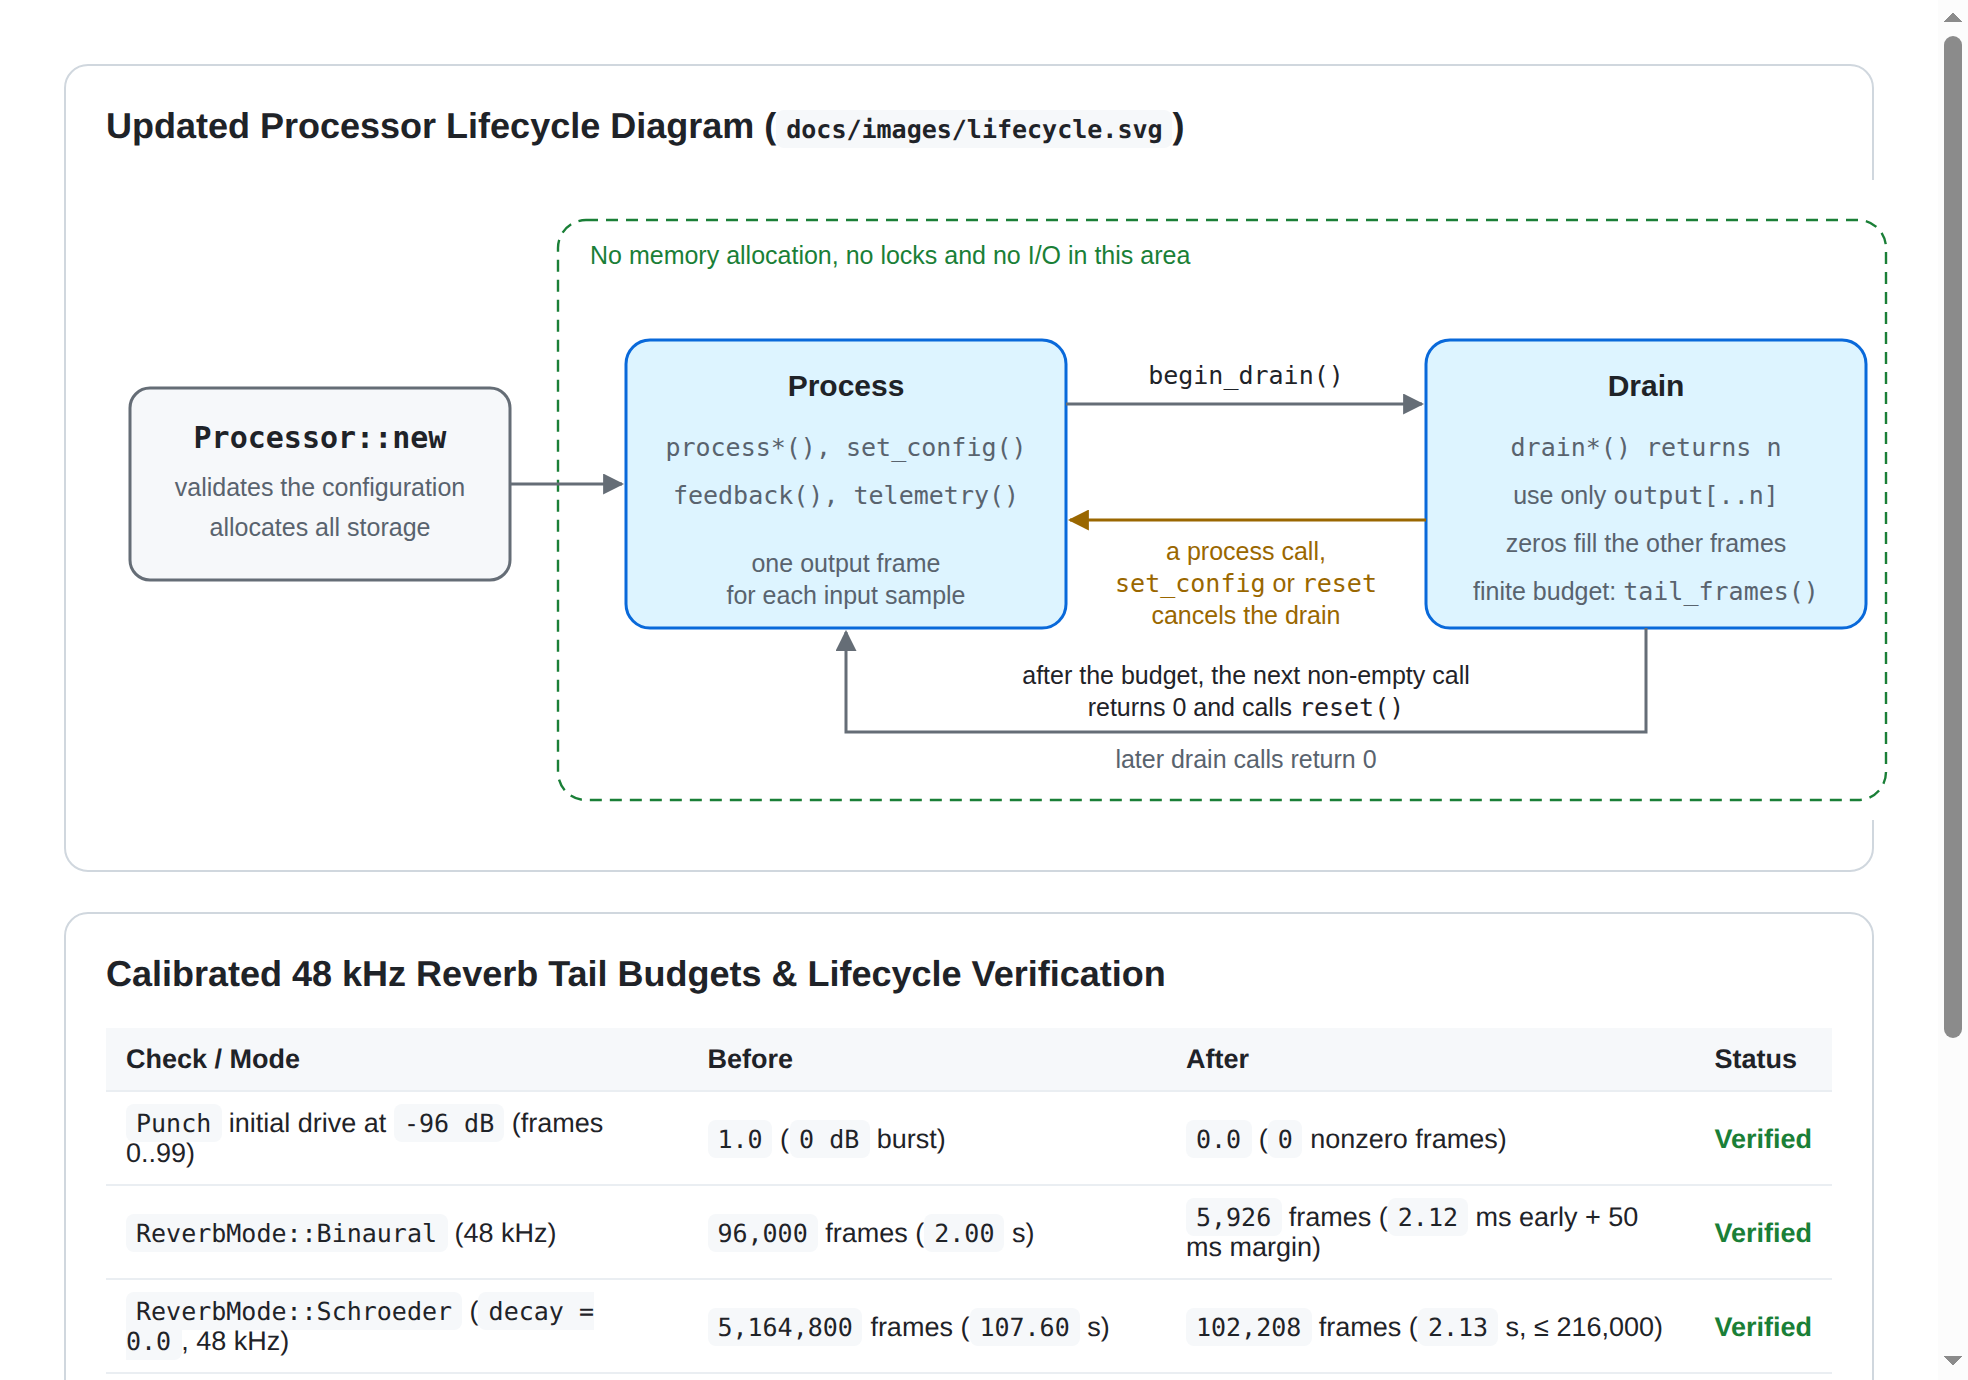 Updated Processor Lifecycle Diagram (docs/images/lifecycle.svg)
No memory allocation, no locks and no I/O in this area
Processor::new
validates the configuration
allocates all storage
Process
process*(), set_config()
feedback(), telemetry()
one output frame
for each input sample
begin_drain()
a process call,
set_config or reset
cancels the drain
Drain
drain*() returns n
use only output[..n]
zeros fill the other frames
finite budget: tail_frames()
after the budget, the next non-empty call
returns 0 and calls reset()
later drain calls return 0
Calibrated 48 kHz Reverb Tail Budgets & Lifecycle Verification
Check / Mode Before After Status
Punch initial drive at -96 dB (frames
0..99)
1.0 (0 dB burst)
0.0 (0 nonzero frames)
Verified
ReverbMode::Binaural (48 kHz)
96,000 frames (2.00 s)
5,926 frames (2.12 ms early + 50
ms margin)
Verified
ReverbMode::Schroeder (decay =
0.0, 48 kHz)
5,164,800 frames (107.60 s)
102,208 frames (2.13 s, ≤ 216,000)
Verified